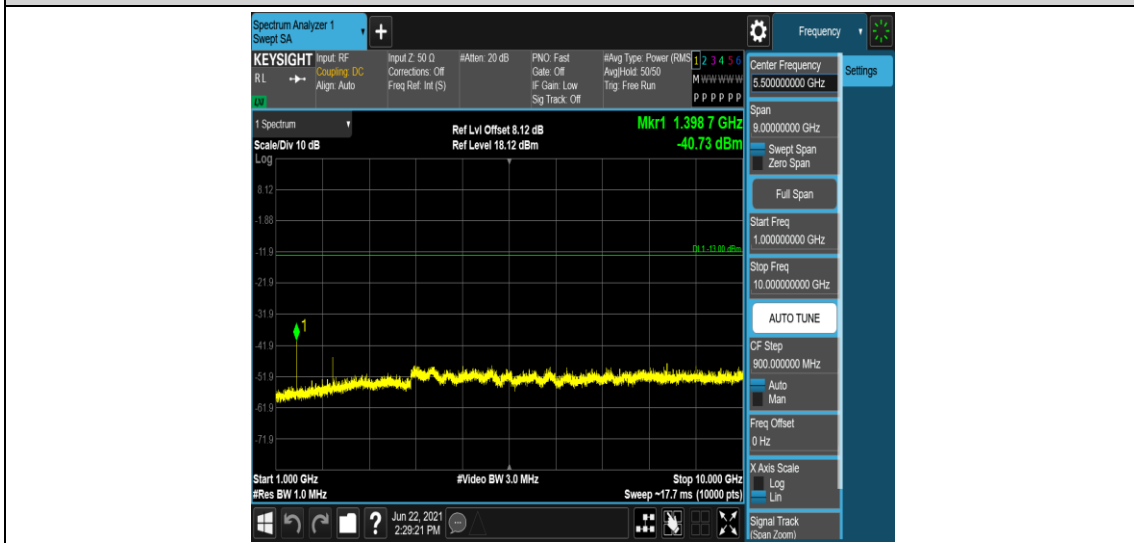 Spectrum Analyzer 1
Swept SA
Frequency
KEYSIGHT
RL
LXI
Input: RF
Coupling: DC
Align: Auto
Input Z: 50 Ω
Corrections: Off
Freq Ref: Int (S)
#Atten: 20 dB
PNO: Fast
Gate: Off
IF Gain: Low
Sig Track: Off
#Avg Type: Power (RMS
Avg|Hold: 50/50
Trig: Free Run
1 2 3 4 5 6
M W W W W W
P P P P P P
1 Spectrum
Scale/Div 10 dB
Log
Ref Lvl Offset 8.12 dB
Ref Level 18.12 dBm
Mkr1 1.398 7 GHz
-40.73 dBm
8.12
-1.88
-11.9
-21.9
-31.9
-41.9
-51.9
-61.9
-71.9
DL1 -13.00 dBm
1
Start 1.000 GHz
#Res BW 1.0 MHz
#Video BW 3.0 MHz
Stop 10.000 GHz
Sweep ~17.7 ms (10000 pts)
Jun 22, 2021
2:29:21 PM
Settings
Center Frequency
5.500000000 GHz
Span
9.00000000 GHz
Swept Span
Zero Span
Full Span
Start Freq
1.000000000 GHz
Stop Freq
10.000000000 GHz
AUTO TUNE
CF Step
900.000000 MHz
Auto
Man
Freq Offset
0 Hz
X Axis Scale
Log
Lin
Signal Track
(Span Zoom)